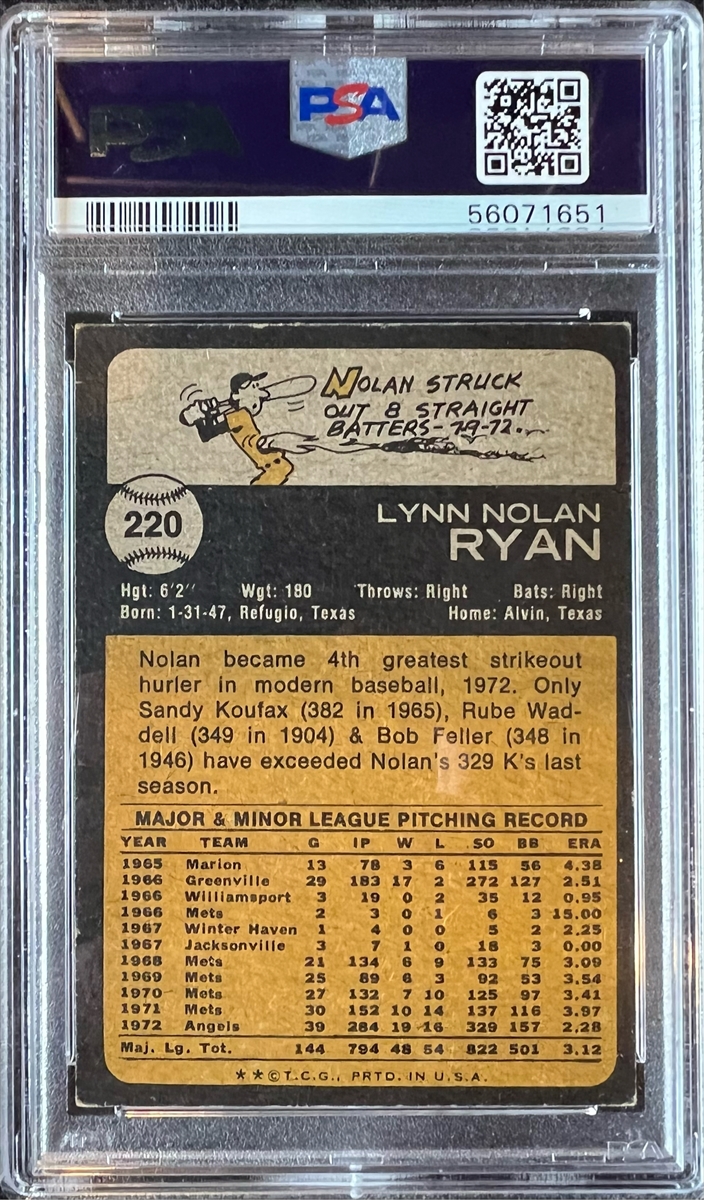 PSA
PSA
56071651
NOLAN STRUCK
OUT 8 STRAIGHT
BATTERS-7-9-72.
220
LYNN NOLAN
RYAN
Hgt: 6'2" Wgt: 180 Throws: Right Bats: Right
Born: 1-31-47, Refugio, Texas Home: Alvin, Texas
Nolan became 4th greatest strikeout
hurler in modern baseball, 1972. Only
Sandy Koufax (382 in 1965), Rube Wad-
dell (349 in 1904) & Bob Feller (348 in
1946) have exceeded Nolan's 329 K's last
season.
MAJOR & MINOR LEAGUE PITCHING RECORD
YEAR TEAM G IP W L SO BB ERA
1965 Marion 13 78 3 6 115 56 4.38
1966 Greenville 29 183 17 2 272 127 2.51
1966 Williamsport 3 19 0 2 35 12 0.95
1966 Mets 2 3 0 1 6 3 15.00
1967 Winter Haven 1 4 0 0 5 2 2.25
1967 Jacksonville 3 7 1 0 18 3 0.00
1968 Mets 21 134 6 9 133 75 3.09
1969 Mets 25 89 6 3 92 53 3.54
1970 Mets 27 132 7 10 125 97 3.41
1971 Mets 30 152 10 14 137 116 3.97
1972 Angels 39 284 19 16 329 157 2.28
Maj. Lg. Tot. 144 794 48 54 822 501 3.12
**©T.C.G., PRTD. IN U.S.A.
PSA